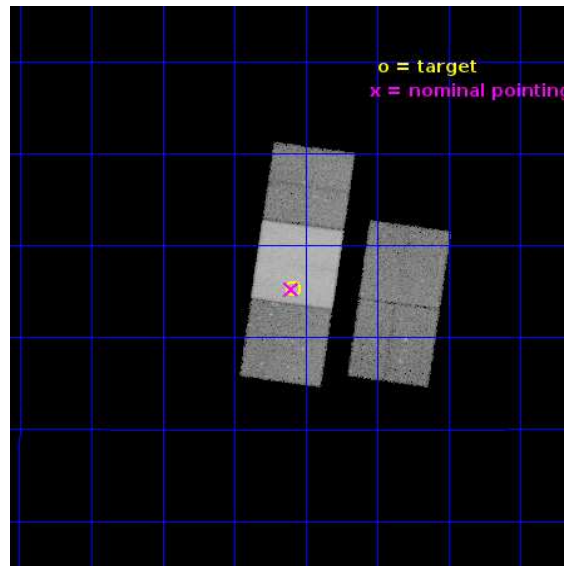 o = target
x = nominal pointing